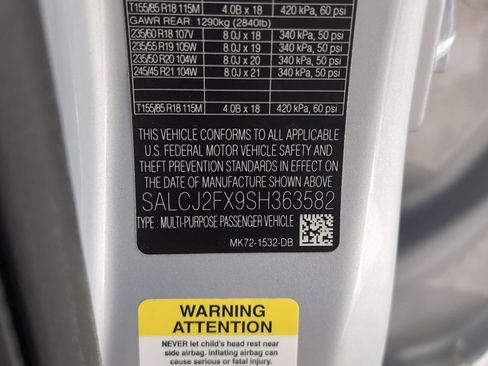 T155/85 R18 115M 4.0B x 18 420 kPa, 60 psi
GAWR REAR: 1290kg (2840lb)
235/60 R18 107V 8.0J x 18 340 kPa, 50 psi
235/55 R19 105W 8.0J x 19 340 kPa, 50 psi
235/50 R20 104W 8.0J x 20 340 kPa, 50 psi
245/45 R21 104W 8.0J x 21 340 kPa, 50 psi
T155/85 R18 115M 4.0B x 18 420 kPa, 60 psi
THIS VEHICLE CONFORMS TO ALL APPLICABLE
U.S. FEDERAL MOTOR VEHICLE SAFETY AND
THEFT PREVENTION STANDARDS IN EFFECT ON
THE DATE OF MANUFACTURE SHOWN ABOVE
SALCJ2FX9SH363582
TYPE: MULTI-PURPOSE PASSENGER VEHICLE
MK72-1532-DB
WARNING
ATTENTION
NEVER let child's head rest near
side airbag. inflating airbag can
cause serious or fatal injury.